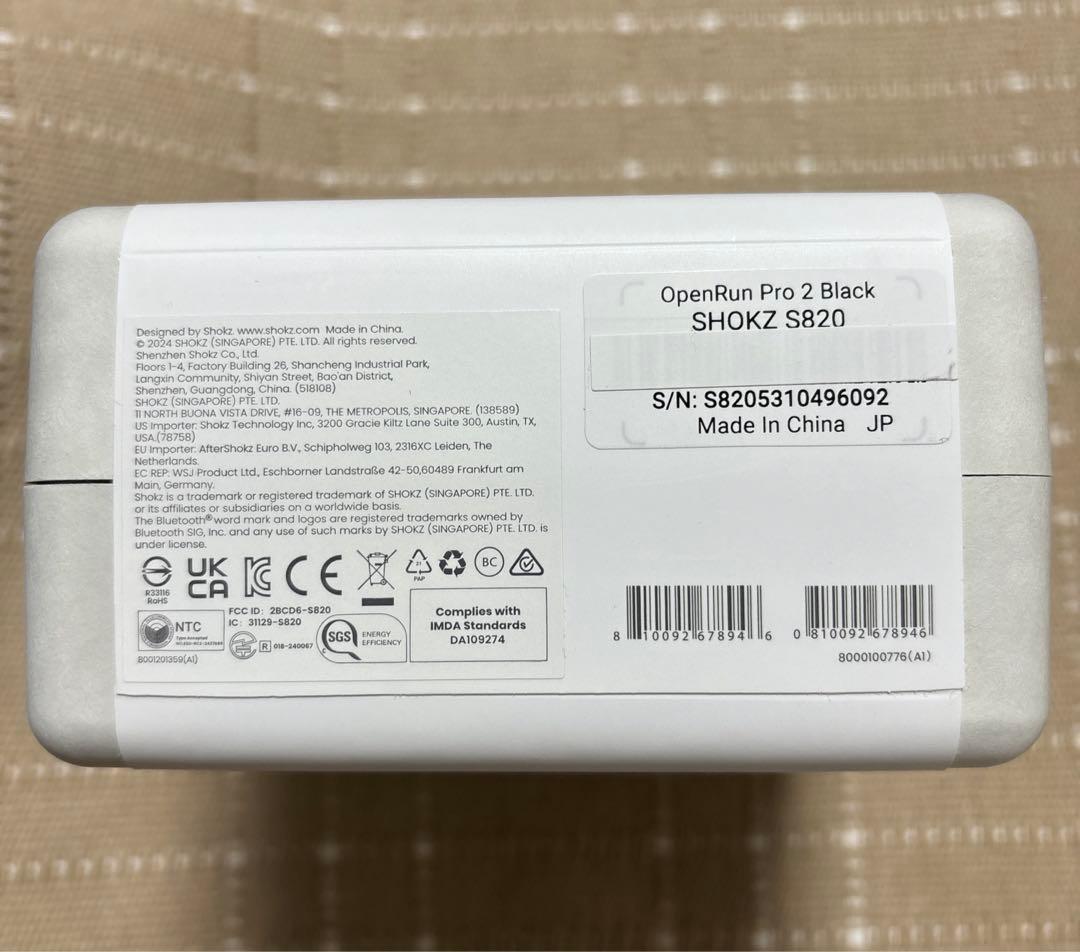 Designed by Shokz. www.shokz.com Made in China.
© 2024 SHOKZ (SINGAPORE) PTE. LTD. All rights reserved.
Shenzhen Shokz Co., Ltd.
Floors 1-4, Factory Building 26, Shancheng Industrial Park,
Langxin Community, Shiyan Street, Bao'an District,
Shenzhen, Guangdong, China. (518108)
SHOKZ (SINGAPORE) PTE. LTD.
11 NORTH BUONA VISTA DRIVE, #16-09, THE METROPOLIS, SINGAPORE. (138589)
US Importer: Shokz Technology Inc, 3200 Gracie Kiltz Lane Suite 300, Austin, TX,
USA.(78758)
EU Importer: AfterShokz Euro B.V., Schipholweg 103, 2316XC Leiden, The
Netherlands.
EC REP: WSJ Product Ltd., Eschborner Landstraße 42-50,60489 Frankfurt am
Main, Germany.
Shokz is a trademark or registered trademark of SHOKZ (SINGAPORE) PTE. LTD.
or its affiliates or subsidiaries on a worldwide basis.
The Bluetooth® word mark and logos are registered trademarks owned by
Bluetooth SIG, Inc. and any use of such marks by SHOKZ (SINGAPORE) PTE. LTD. is
under license.
R33116
RoHS
UK
CA
CE
21
PAP
BC
NTC
Type Accepted
FCC ID: 2BCD6-S820
IC: 31129-S820
R 018-240067
SGS
ENERGY
EFFICIENCY
Complies with
IMDA Standards
DA109274
8001201359(A1)
OpenRun Pro 2 Black
SHOKZ S820
S/N: S8205310496092
Made In China JP
8 10092 67894 6
0 810092 678946
8000100776(A1)